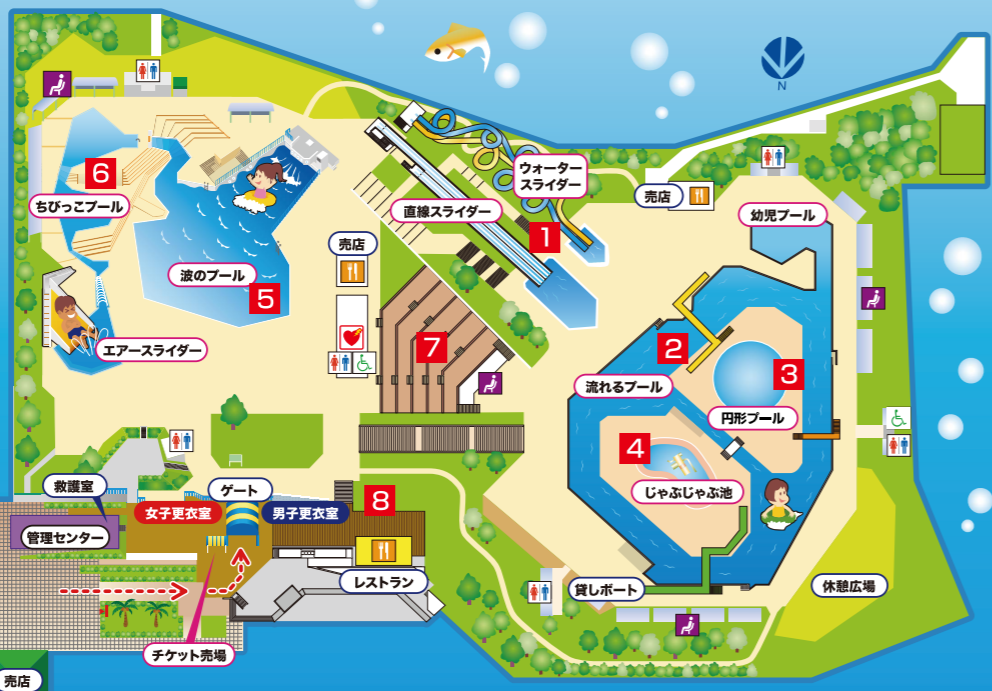 N
6
ちびっこプール
波のプール
5
エアースライダー
売店
直線スライダー
ウォーター
スライダー
1
7
売店
幼児プール
2
流れるプール
3
円形プール
4
じゃぶじゃぶ池
貸しボート
休憩広場
救護室
管理センター
女子更衣室
ゲート
男子更衣室
8
レストラン
チケット売場
売店